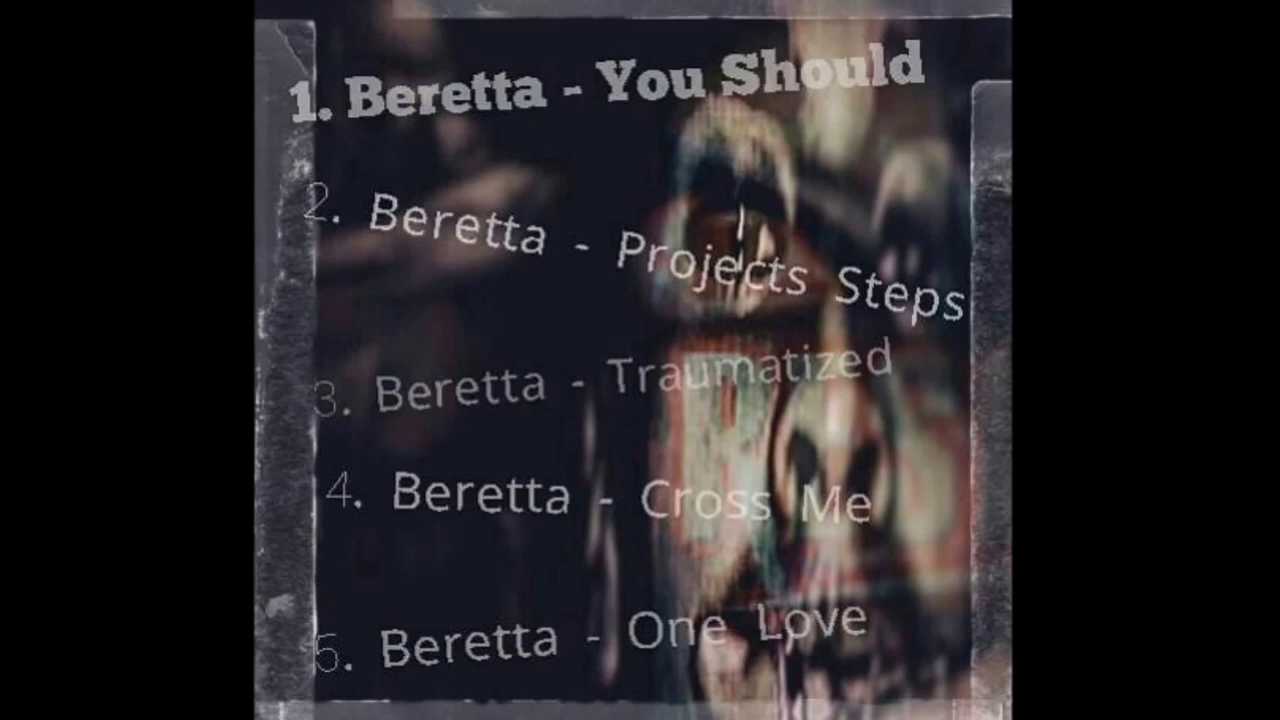 1. Beretta - You Should
2. Beretta - Projects Steps
3. Beretta - Traumatized
4. Beretta - Cross Me
5. Beretta - One Love